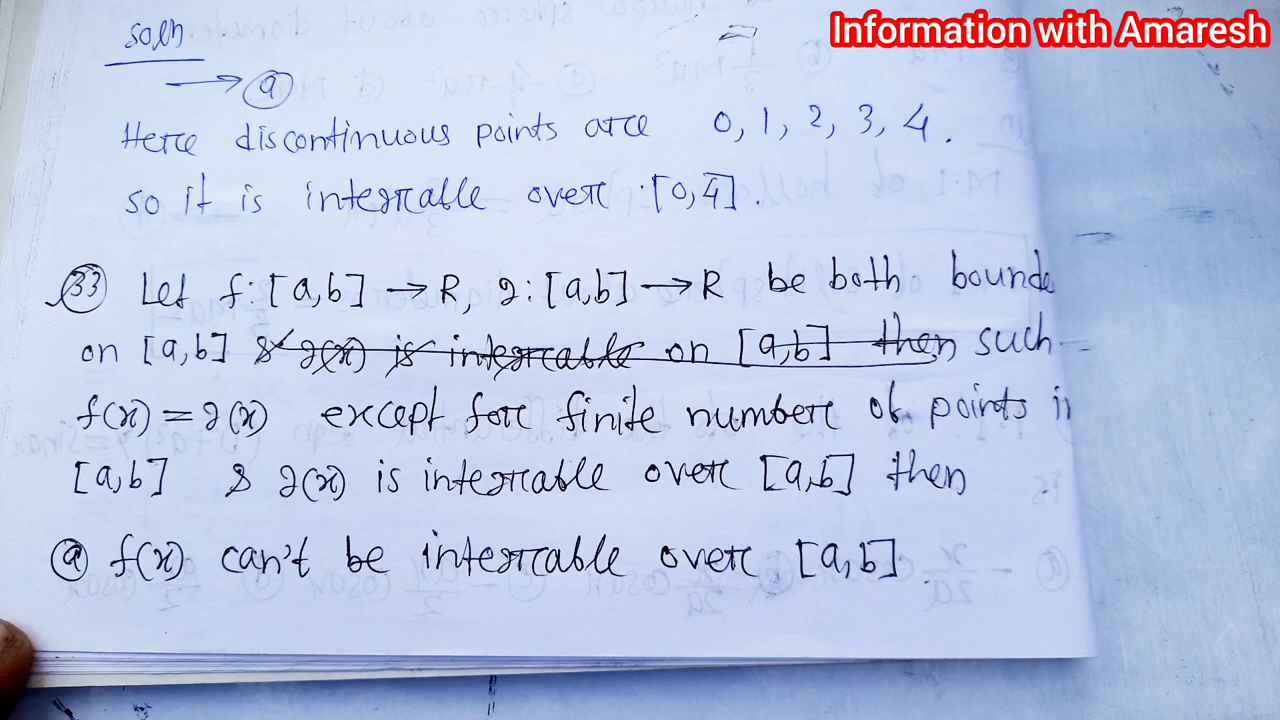 Information with Amaresh
soln
→ (a)
Here discontinuous points are 0, 1, 2, 3, 4.
so it is integrable over [0,4].
(33) Let f:[a,b] → R, g:[a,b] → R be both bounde
on [a,b] & g(x) is integrable on [a,b] then such
f(x) = g(x) except for finite number of points in
[a,b] & g(x) is integrable over [a,b] then
(a) f(x) can't be integrable over [a,b].